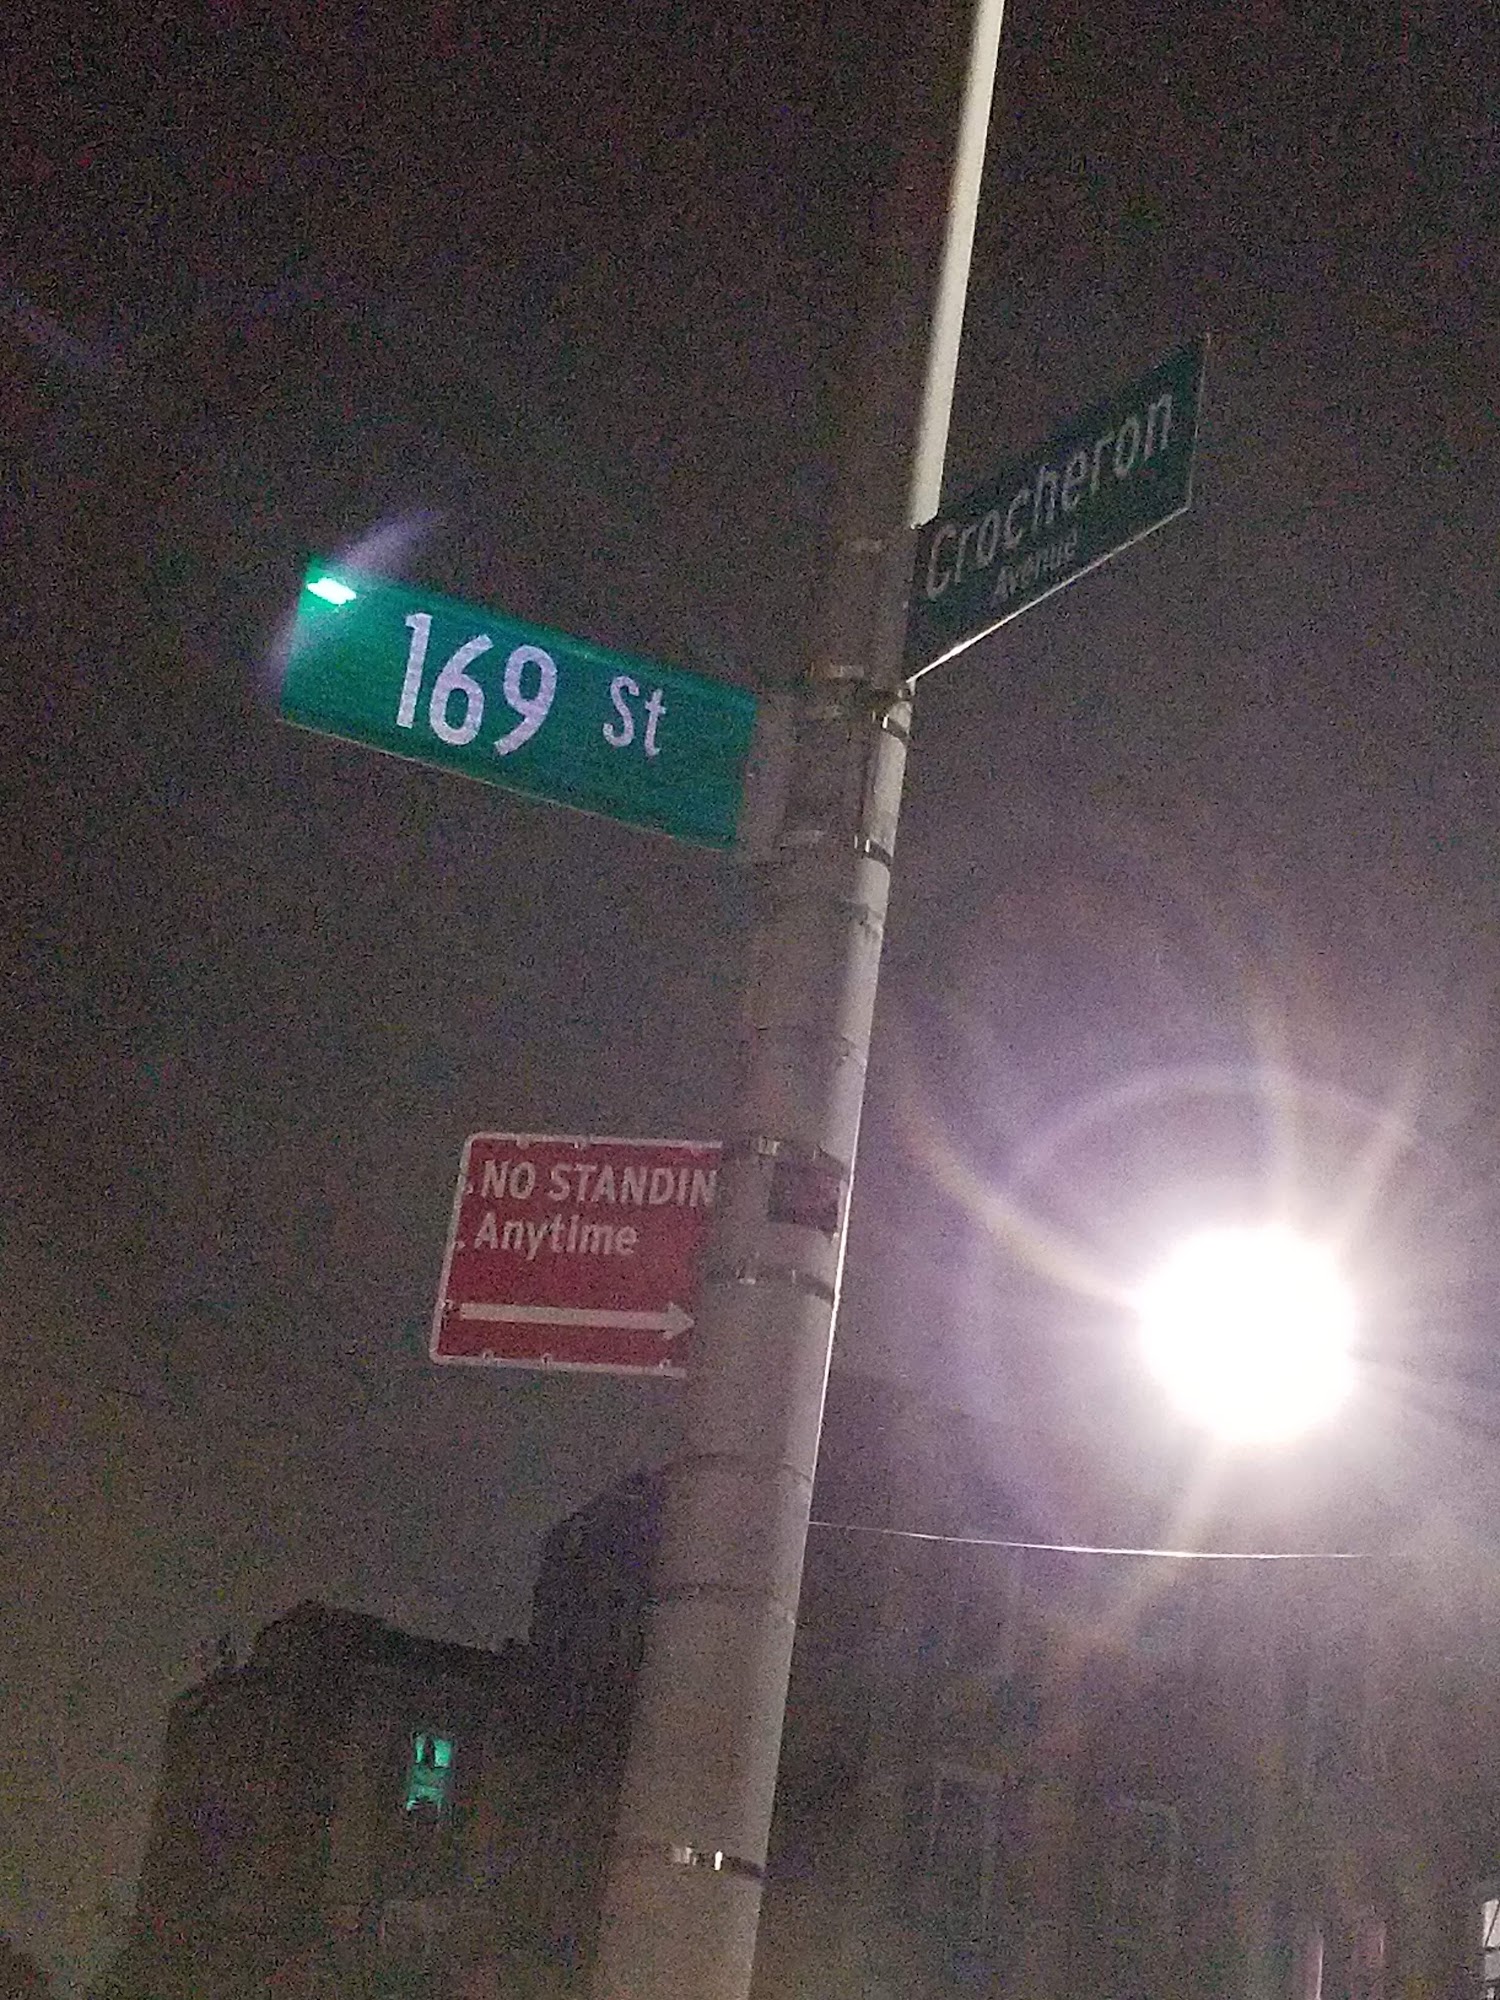 Crocheron
Avenue
169 St
NO STANDIN
Anytime